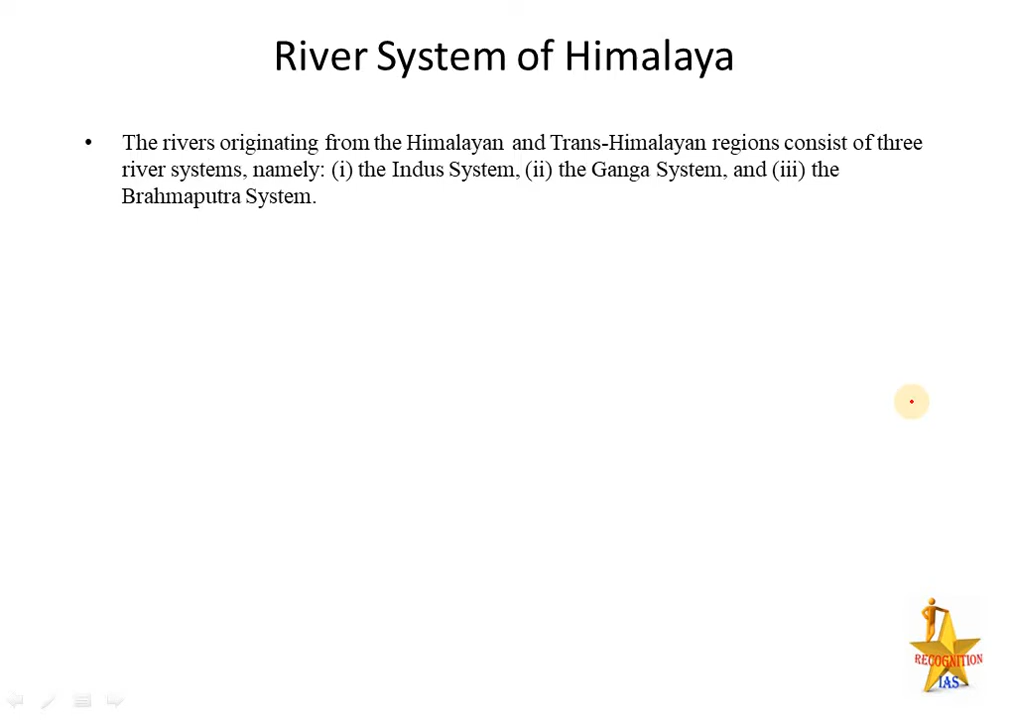 River System of Himalaya
• The rivers originating from the Himalayan and Trans-Himalayan regions consist of three
river systems, namely: (i) the Indus System, (ii) the Ganga System, and (iii) the
Brahmaputra System.
RECOGNITION
IAS